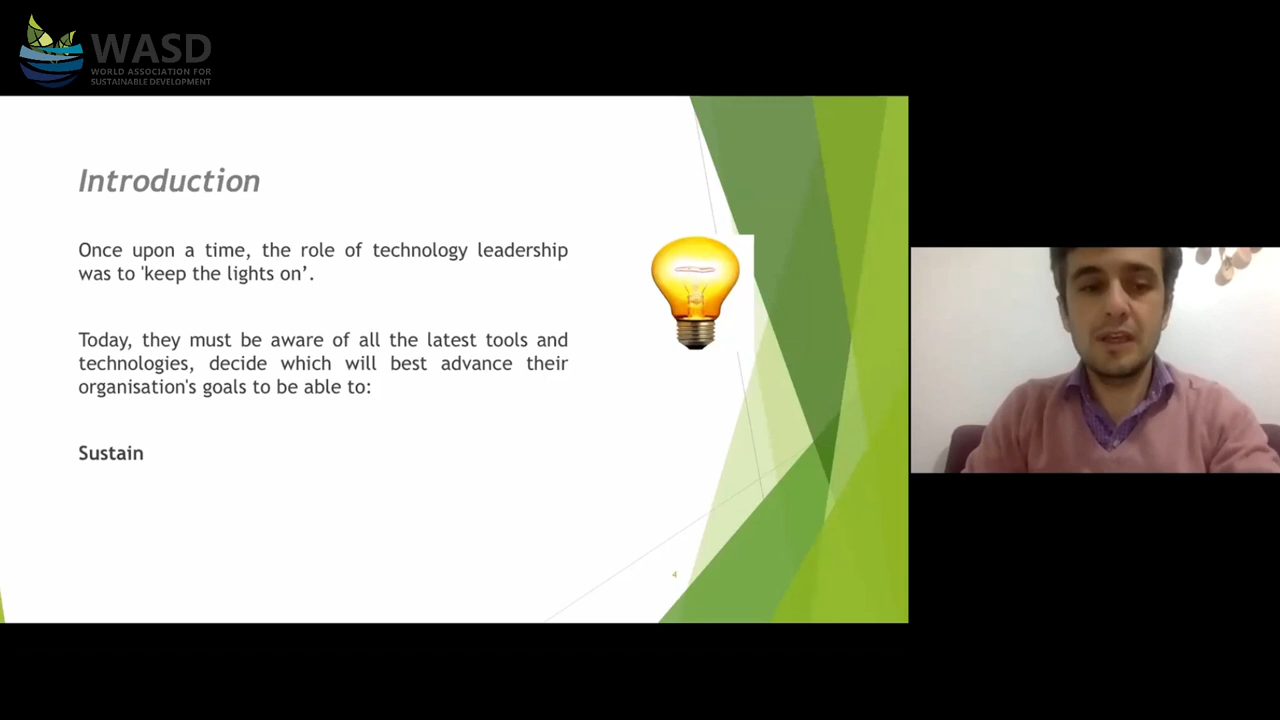 WASD
WORLD ASSOCIATION FOR
SUSTAINABLE DEVELOPMENT
Introduction
Once upon a time, the role of technology leadership
was to 'keep the lights on’.
Today, they must be aware of all the latest tools and
technologies, decide which will best advance their
organisation's goals to be able to:
Sustain
4